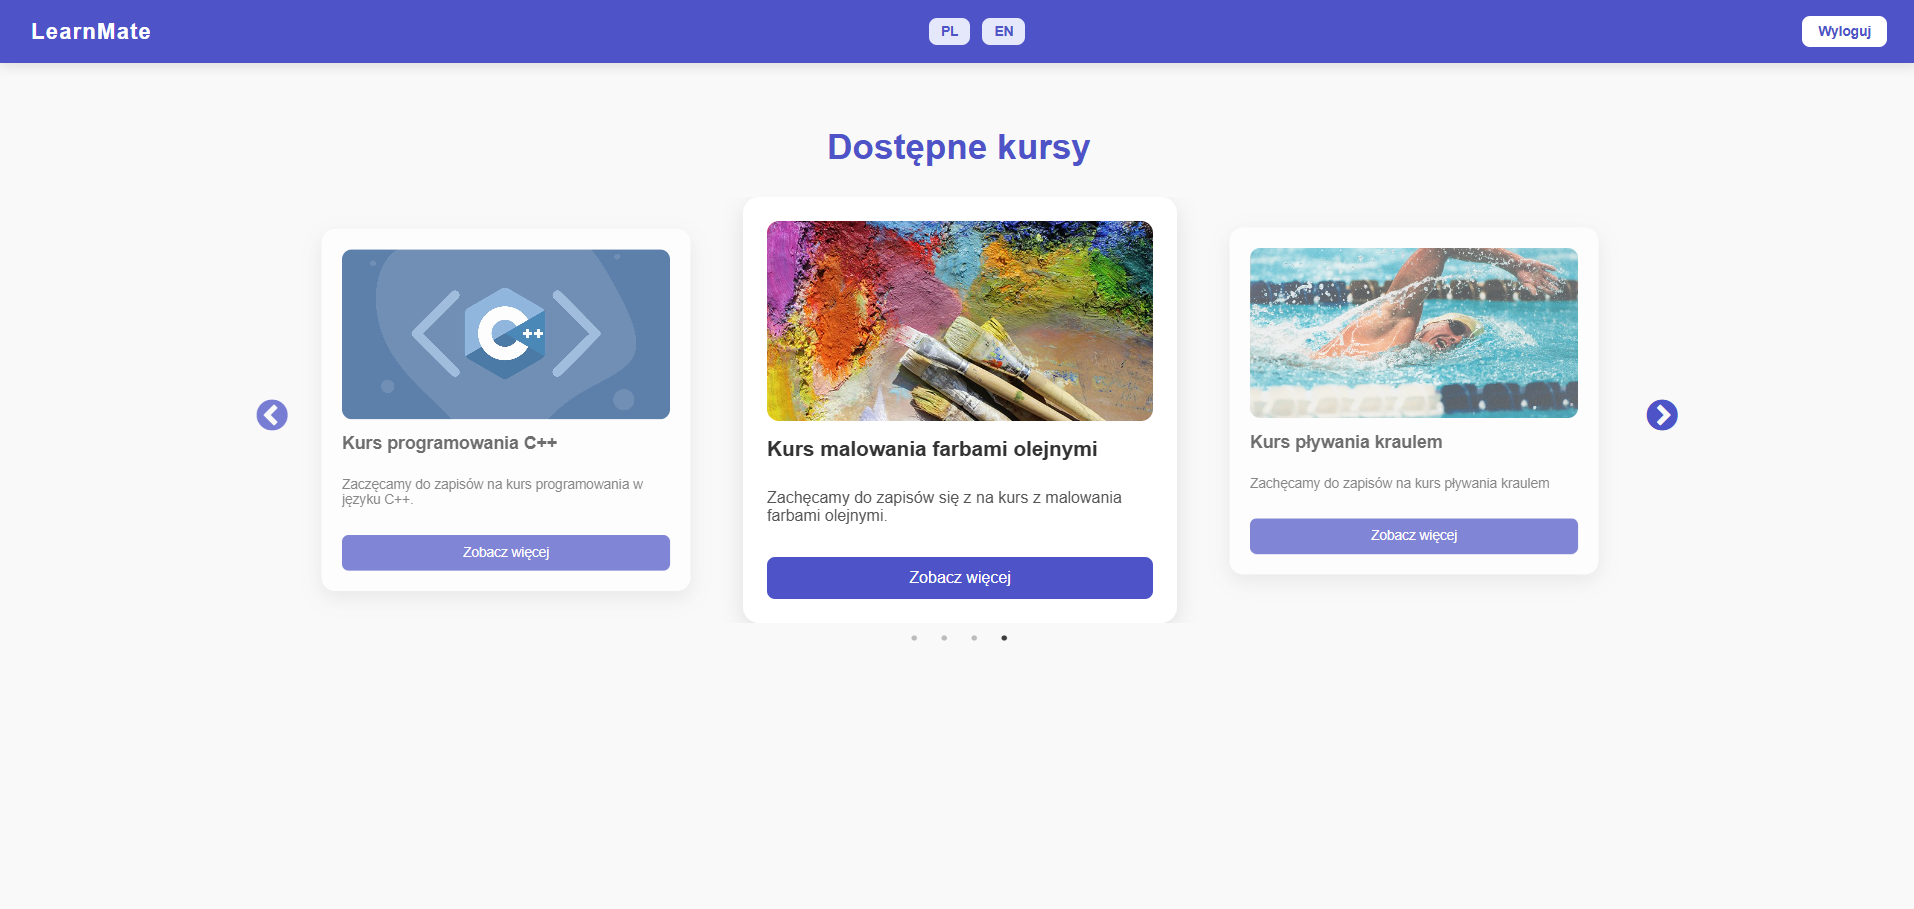 LearnMate
PL
EN
Wyloguj
Dostępne kursy
C++
Kurs programowania C++
Zaczęcamy do zapisów na kurs programowania w
języku C++.
Zobacz więcej
Kurs malowania farbami olejnymi
Zachęcamy do zapisów się z na kurs z malowania
farbami olejnymi.
Zobacz więcej
Kurs pływania kraulem
Zachęcamy do zapisów na kurs pływania kraulem
Zobacz więcej